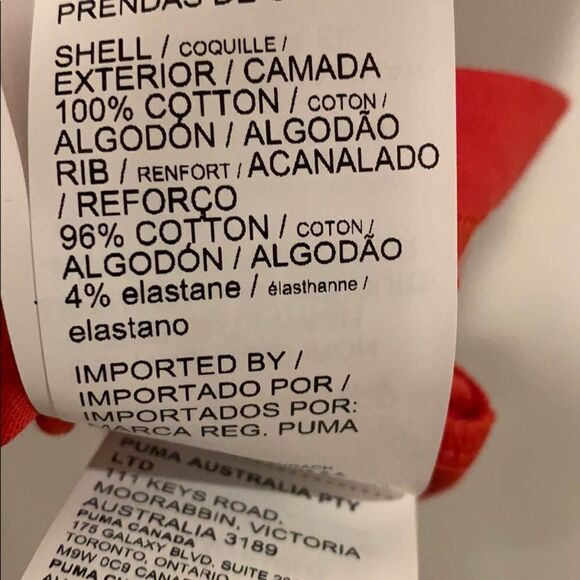 PRENDAS DE
SHELL / COQUILLE /
EXTERIOR / CAMADA
100% COTTON / COTON /
ALGODÓN / ALGODÃO
RIB / RENFORT / ACANALADO
/ REFORÇO
96% COTTON / COTON /
ALGODÓN / ALGODÃO
4% elastane / élasthanne /
elastano
IMPORTED BY /
IMPORTADO POR /
IMPORTADOS POR:
MARCA REG. PUMA
PUMA AUSTRALIA PTY
LTD
111 KEYS ROAD,
MOORABBIN, VICTORIA
AUSTRALIA 3189
PUMA CANADA
175 GALAXY BLVD, SUITE
TORONTO, ONTARIO
M9W 0C9 CANADA
PUMA